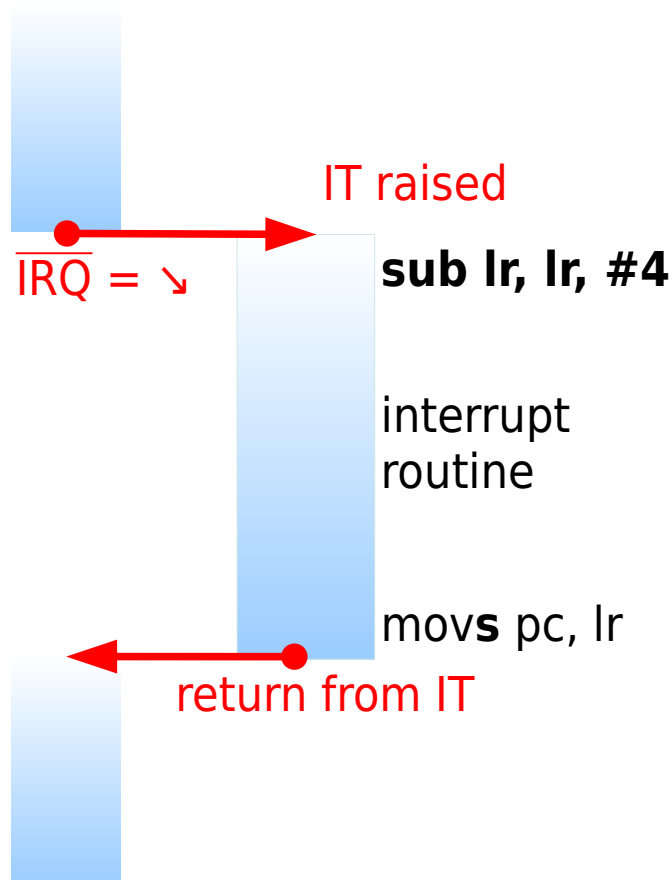 IT raised
IRQ = ↘
sub lr, lr, #4
interrupt
routine
movs pc, lr
return from IT